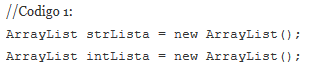 //Codigo 1:
ArrayList strLista = new ArrayList();
ArrayList intLista = new ArrayList();